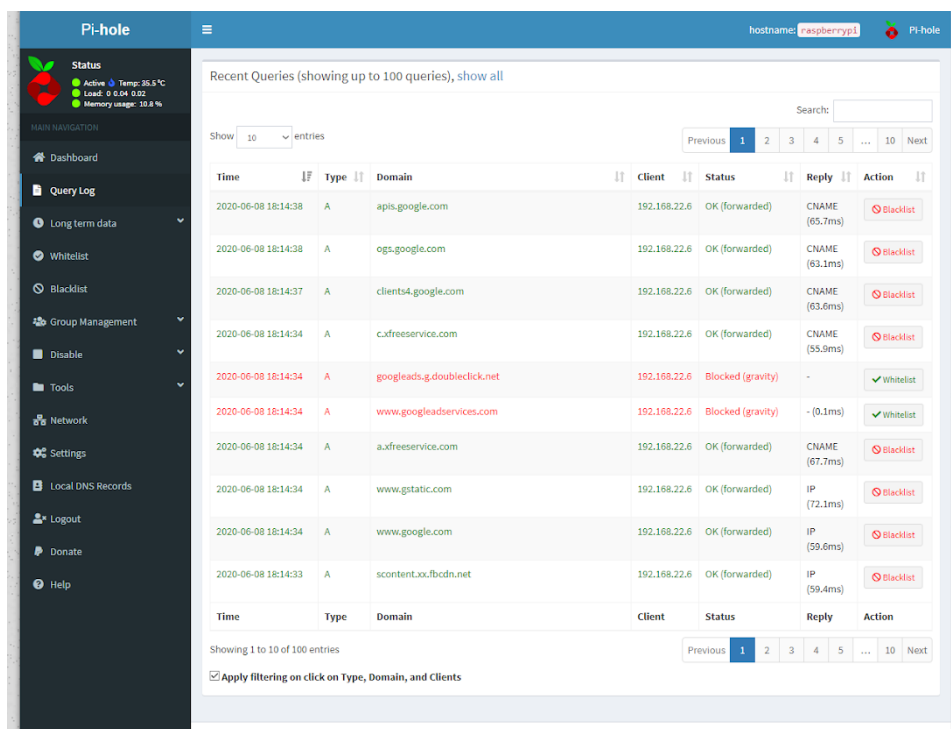 Pi-hole
hostname: raspberrypi Pi-hole
Status
Active Temp: 35.5 °C
Load: 0 0.04 0.02
Memory usage: 10.8 %
MAIN NAVIGATION
Dashboard
Query Log
Long term data
Whitelist
Blacklist
Group Management
Disable
Tools
Network
Settings
Local DNS Records
Logout
Donate
Help
Recent Queries (showing up to 100 queries), show all
Search:
Show 10 entries
Previous 1 2 3 4 5 ... 10 Next
Time Type Domain Client Status Reply Action
2020-06-08 18:14:38 A apis.google.com 192.168.22.6 OK (forwarded) CNAME Blacklist
(65.7ms)
2020-06-08 18:14:38 A ogs.google.com 192.168.22.6 OK (forwarded) CNAME Blacklist
(63.1ms)
2020-06-08 18:14:37 A clients4.google.com 192.168.22.6 OK (forwarded) CNAME Blacklist
(63.6ms)
2020-06-08 18:14:34 A c.xfreeservice.com 192.168.22.6 OK (forwarded) CNAME Blacklist
(55.9ms)
2020-06-08 18:14:34 A googleads.g.doubleclick.net 192.168.22.6 Blocked (gravity) - Whitelist
2020-06-08 18:14:34 A www.googleadservices.com 192.168.22.6 Blocked (gravity) - (0.1ms) Whitelist
2020-06-08 18:14:34 A a.xfreeservice.com 192.168.22.6 OK (forwarded) CNAME Blacklist
(67.7ms)
2020-06-08 18:14:34 A www.gstatic.com 192.168.22.6 OK (forwarded) IP Blacklist
(72.1ms)
2020-06-08 18:14:34 A www.google.com 192.168.22.6 OK (forwarded) IP Blacklist
(59.6ms)
2020-06-08 18:14:33 A scontent.xx.fbcdn.net 192.168.22.6 OK (forwarded) IP Blacklist
(59.4ms)
Time Type Domain Client Status Reply Action
Showing 1 to 10 of 100 entries
Previous 1 2 3 4 5 ... 10 Next
Apply filtering on click on Type, Domain, and Clients